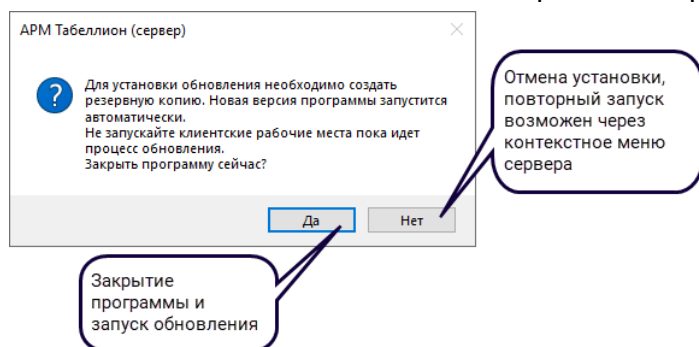 АРМ Табеллион (сервер)
Для установки обновления необходимо создать
резервную копию. Новая версия программы запустится
автоматически.
Не запускайте клиентские рабочие места пока идет
процесс обновления.
Закрыть программу сейчас?
Да
Нет
Отмена установки,
повторный запуск
возможен через
контекстное меню
сервера
Закрытие
программы и
запуск обновления